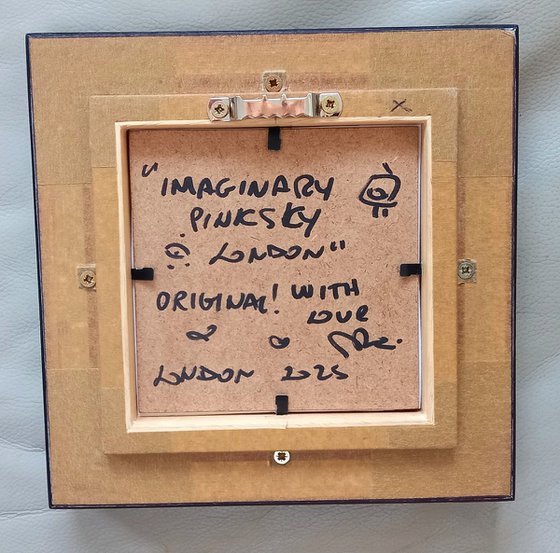 X
"IMAGINARY
PINKSKY
LONDON"
ORIGINAL! WITH
LOVE
LONDON 2025